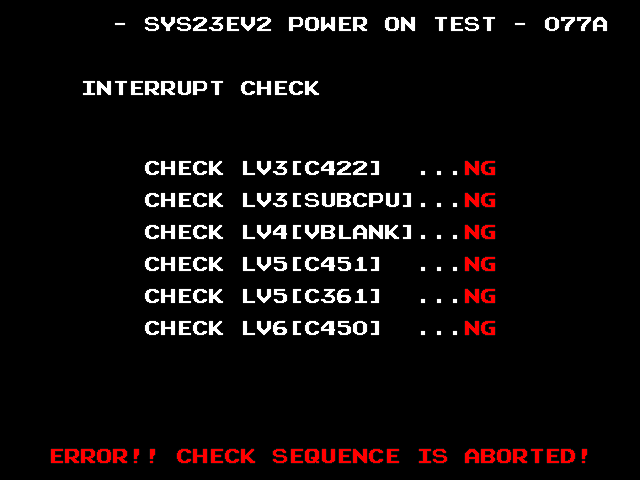 - SYS23EV2 POWER ON TEST - 077A
INTERRUPT CHECK
CHECK LV3[C422] ...NG
CHECK LV3[SUBCPU]...NG
CHECK LV4[VBLANK]...NG
CHECK LV5[C451] ...NG
CHECK LV5[C361] ...NG
CHECK LV6[C450] ...NG
ERROR!! CHECK SEQUENCE IS ABORTED!